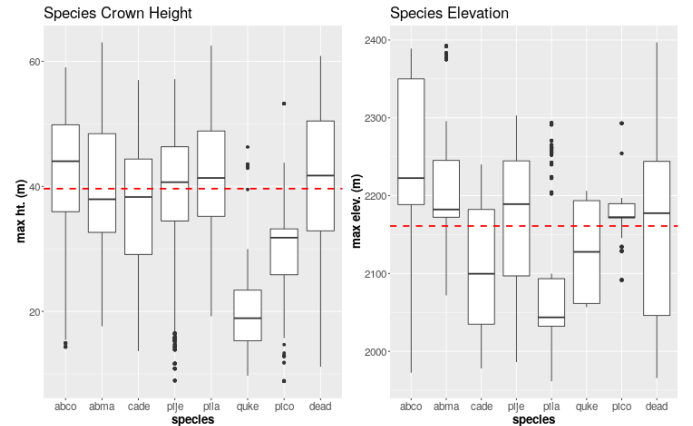 Species Crown Height
max ht. (m)
60
40
20
abco abma cade pije pila quke pico dead
species
Species Elevation
max elev. (m)
2400
2300
2200
2100
2000
abco abma cade pije pila quke pico dead
species